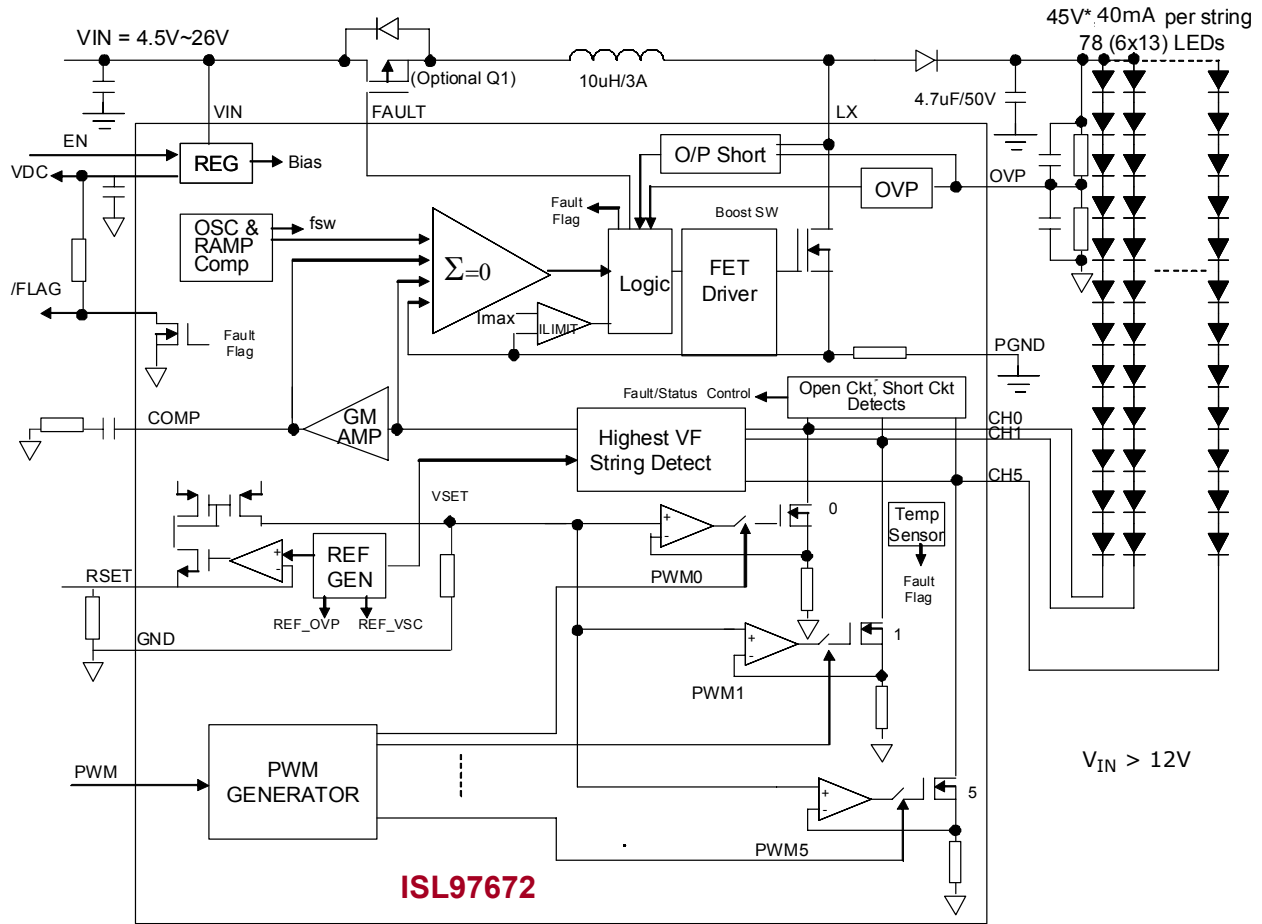 45V* 40mA per string
78 (6x13) LEDs
VIN = 4.5V~26V
(Optional Q1)
10uH/3A
4.7uF/50V
VIN
FAULT
LX
EN
REG
Bias
VDC
O/P Short
OVP
OVP
Fault
Flag
Boost SW
OSC &
RAMP
Comp
fsw
Σ=0
Logic
FET
Driver
Imax
ILIMIT
/FLAG
Fault
Flag
PGND
Fault/Status Control
Open Ckt, Short Ckt
Detects
COMP
GM
AMP
Highest VF
String Detect
CH0
CH1
CH5
VSET
+
-
0
Temp
Sensor
Fault
Flag
+
-
REF
GEN
RSET
PWM0
REF_OVP
REF_VSC
GND
+
-
1
PWM1
PWM
PWM
GENERATOR
VIN > 12V
+
-
5
PWM5
ISL97672